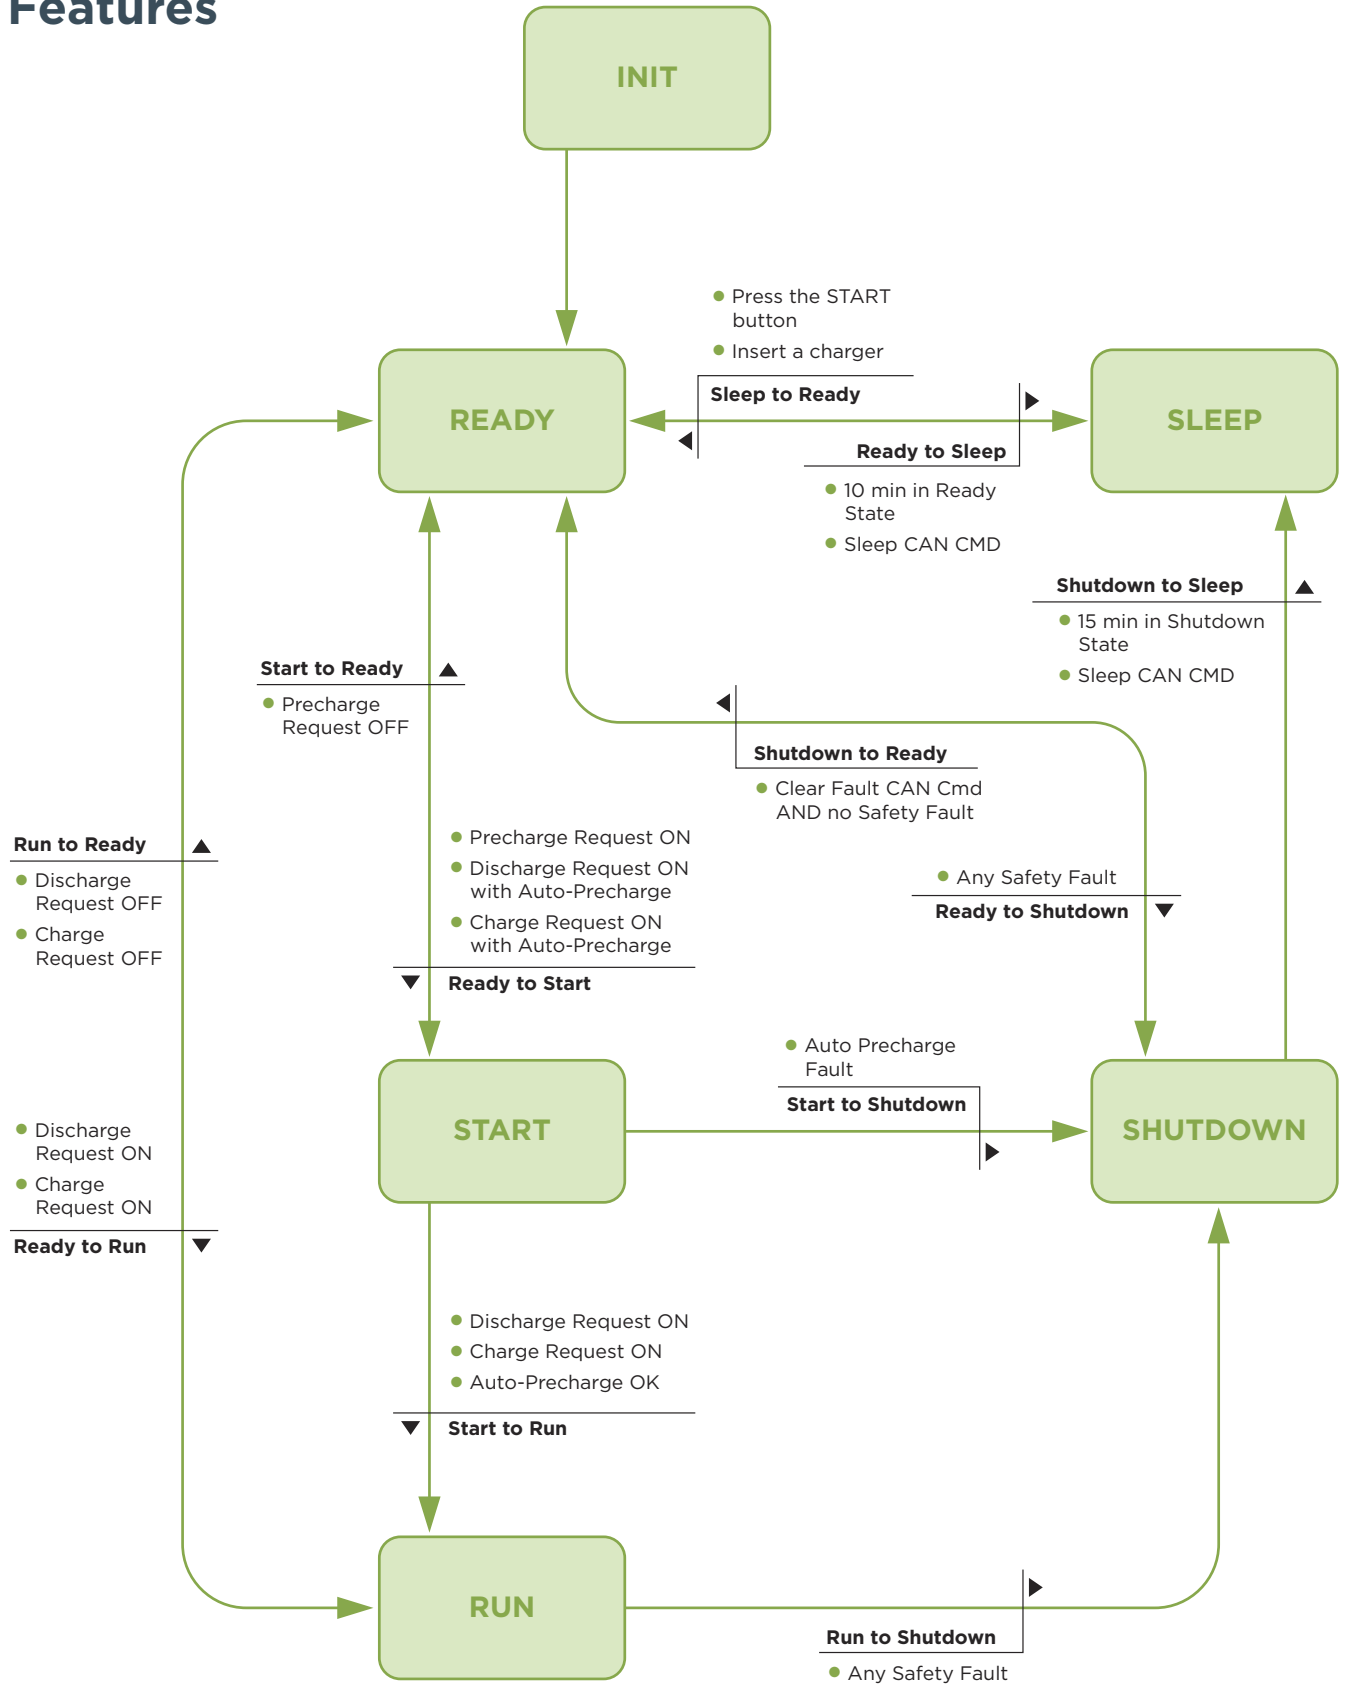 Features
INIT
Press the START
button
Insert a charger
Sleep to Ready
READY
SLEEP
Ready to Sleep
10 min in Ready
State
Sleep CAN CMD
Shutdown to Sleep
15 min in Shutdown
State
Sleep CAN CMD
Start to Ready
Precharge
Request OFF
Shutdown to Ready
Clear Fault CAN Cmd
AND no Safety Fault
Run to Ready
Discharge
Request OFF
Charge
Request OFF
Precharge Request ON
Discharge Request ON
with Auto-Precharge
Charge Request ON
with Auto-Precharge
Ready to Start
Any Safety Fault
Ready to Shutdown
Auto Precharge
Fault
Start to Shutdown
START
SHUTDOWN
Discharge
Request ON
Charge
Request ON
Ready to Run
Discharge Request ON
Charge Request ON
Auto-Precharge OK
Start to Run
RUN
Run to Shutdown
Any Safety Fault